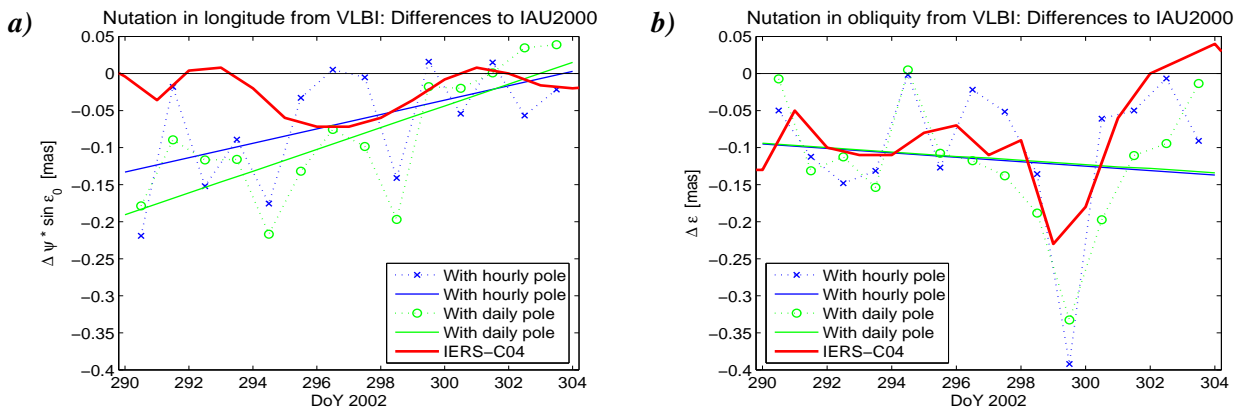 a)
Nutation in longitude from VLBI: Differences to IAU2000
0.05
0
−0.05
−0.1
−0.15
−0.2
−0.25
−0.3
−0.35
−0.4
Δ ψ * sin ε0 [mas]
With hourly pole
With hourly pole
With daily pole
With daily pole
IERS−C04
290 292 294 296 298 300 302 304
DoY 2002
b)
Nutation in obliquity from VLBI: Differences to IAU2000
0.05
0
−0.05
−0.1
−0.15
−0.2
−0.25
−0.3
−0.35
−0.4
Δ ε [mas]
With hourly pole
With hourly pole
With daily pole
With daily pole
IERS−C04
290 292 294 296 298 300 302 304
DoY 2002